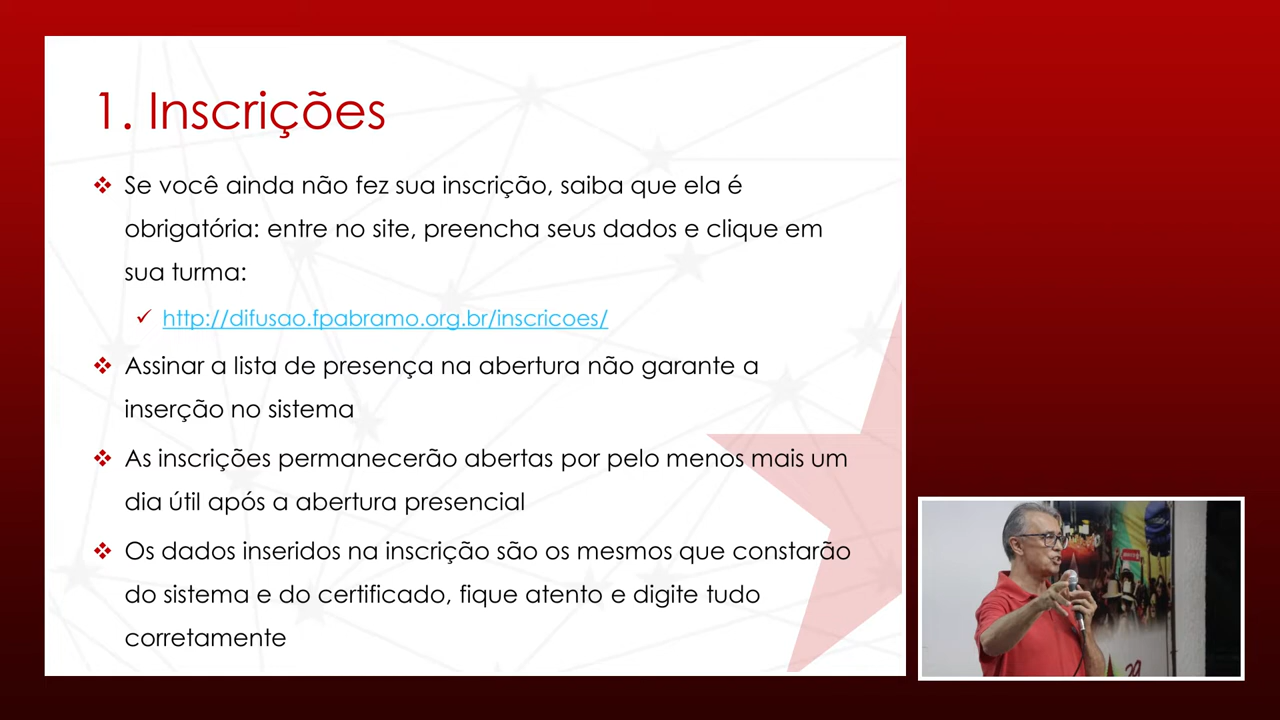 1. Inscrições
Se você ainda não fez sua inscrição, saiba que ela é
obrigatória: entre no site, preencha seus dados e clique em
sua turma:
http://difusao.fpabramo.org.br/inscricoes/
Assinar a lista de presença na abertura não garante a
inserção no sistema
As inscrições permanecerão abertas por pelo menos mais um
dia útil após a abertura presencial
Os dados inseridos na inscrição são os mesmos que constarão
do sistema e do certificado, fique atento e digite tudo
corretamente